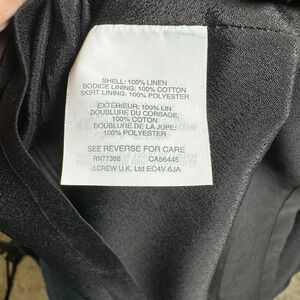 SHELL: 100% LINEN
BODICE LINING: 100% COTTON
SKIRT LINING: 100% POLYESTER
EXTÉRIEUR: 100% LIN
DOUBLURE DU CORSAGE:
100% COTON
DOUBLURE DE LA JUPE:
100% POLYESTER
SEE REVERSE FOR CARE
RN77388 CA56445
J.CREW U.K. Ltd EC4V 6JA